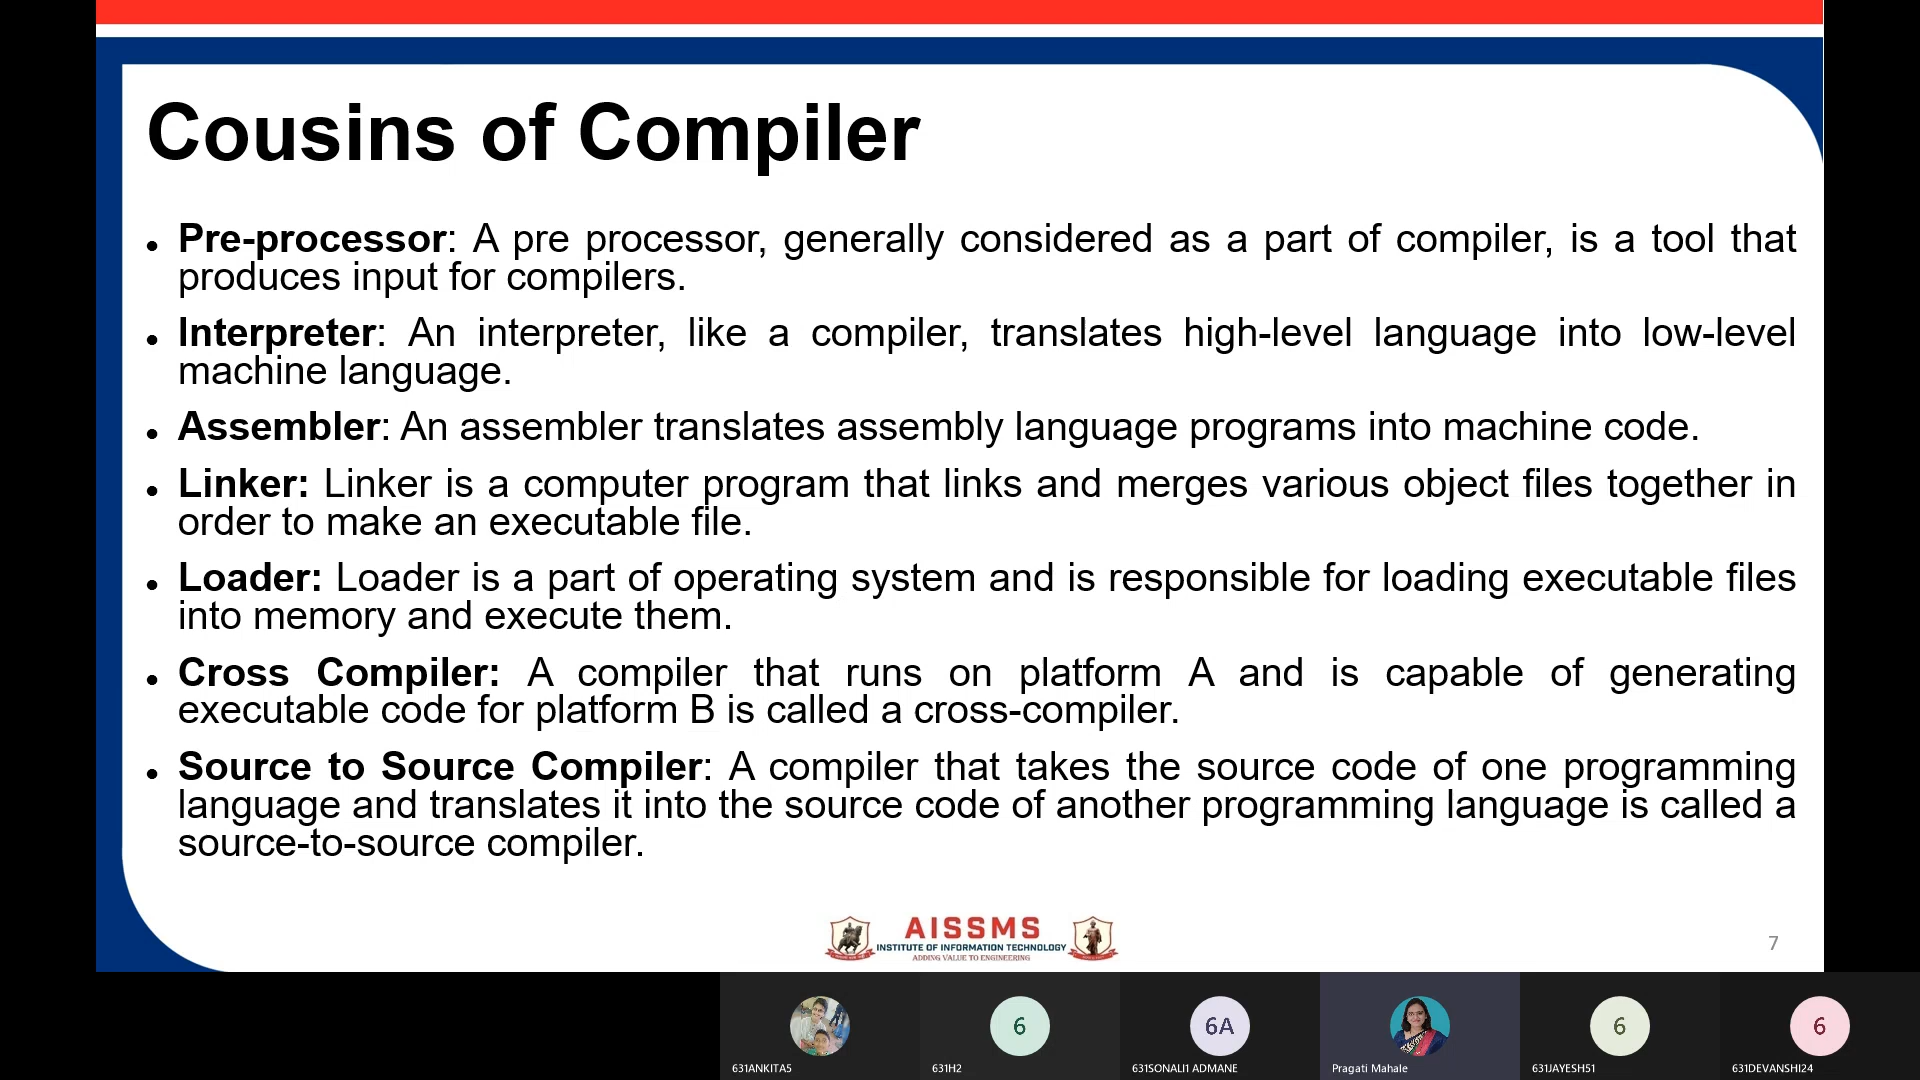 Cousins of Compiler
• Pre-processor: A pre processor, generally considered as a part of compiler, is a tool that
produces input for compilers.
• Interpreter: An interpreter, like a compiler, translates high-level language into low-level
machine language.
• Assembler: An assembler translates assembly language programs into machine code.
• Linker: Linker is a computer program that links and merges various object files together in
order to make an executable file.
• Loader: Loader is a part of operating system and is responsible for loading executable files
into memory and execute them.
• Cross Compiler: A compiler that runs on platform A and is capable of generating
executable code for platform B is called a cross-compiler.
• Source to Source Compiler: A compiler that takes the source code of one programming
language and translates it into the source code of another programming language is called a
source-to-source compiler.
AISSMS
INSTITUTE OF INFORMATION TECHNOLOGY
ADDING VALUE TO ENGINEERING
7
6
6A
6
6
631ANKITA5
631H2
631SONALI1 ADMANE
Pragati Mahale
631JAYESH51
631DEVANSHI24